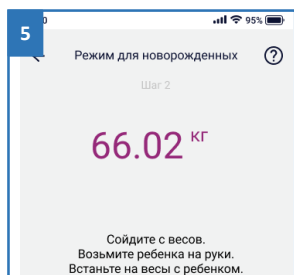 5
95%
Режим для новорожденных
?
Шаг 2
66.02 кг
Сойдите с весов.
Возьмите ребенка на руки.
Встаньте на весы с ребенком.